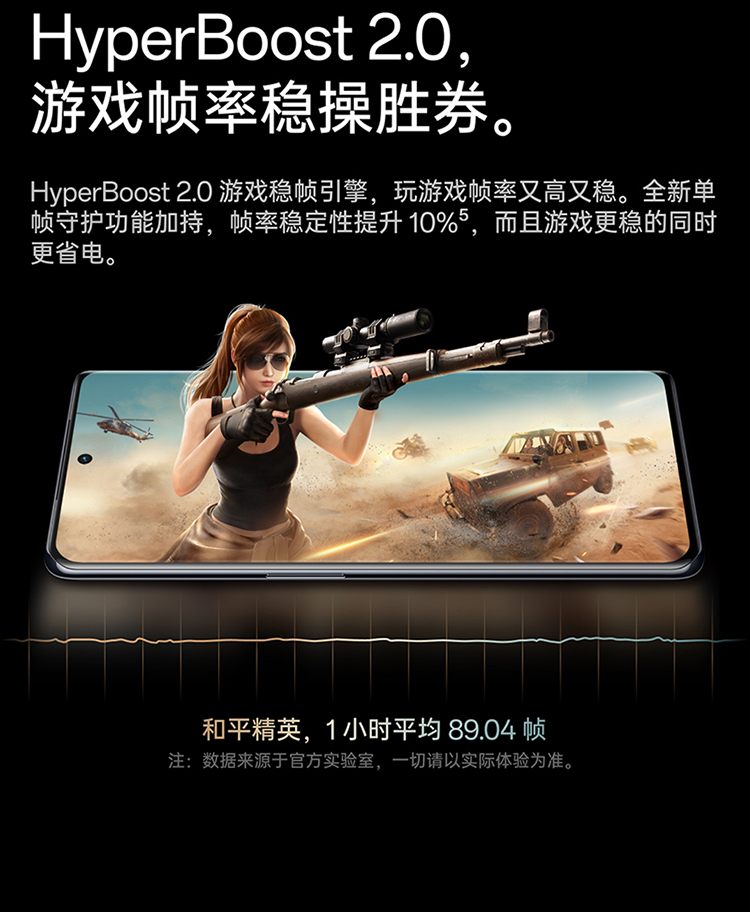 HyperBoost 2.0，
游戏帧率稳操胜券。
HyperBoost 2.0 游戏稳帧引擎，玩游戏帧率又高又稳。全新单
帧守护功能加持，帧率稳定性提升 10%⁵，而且游戏更稳的同时
更省电。
和平精英，1 小时平均 89.04 帧
注：数据来源于官方实验室，一切请以实际体验为准。